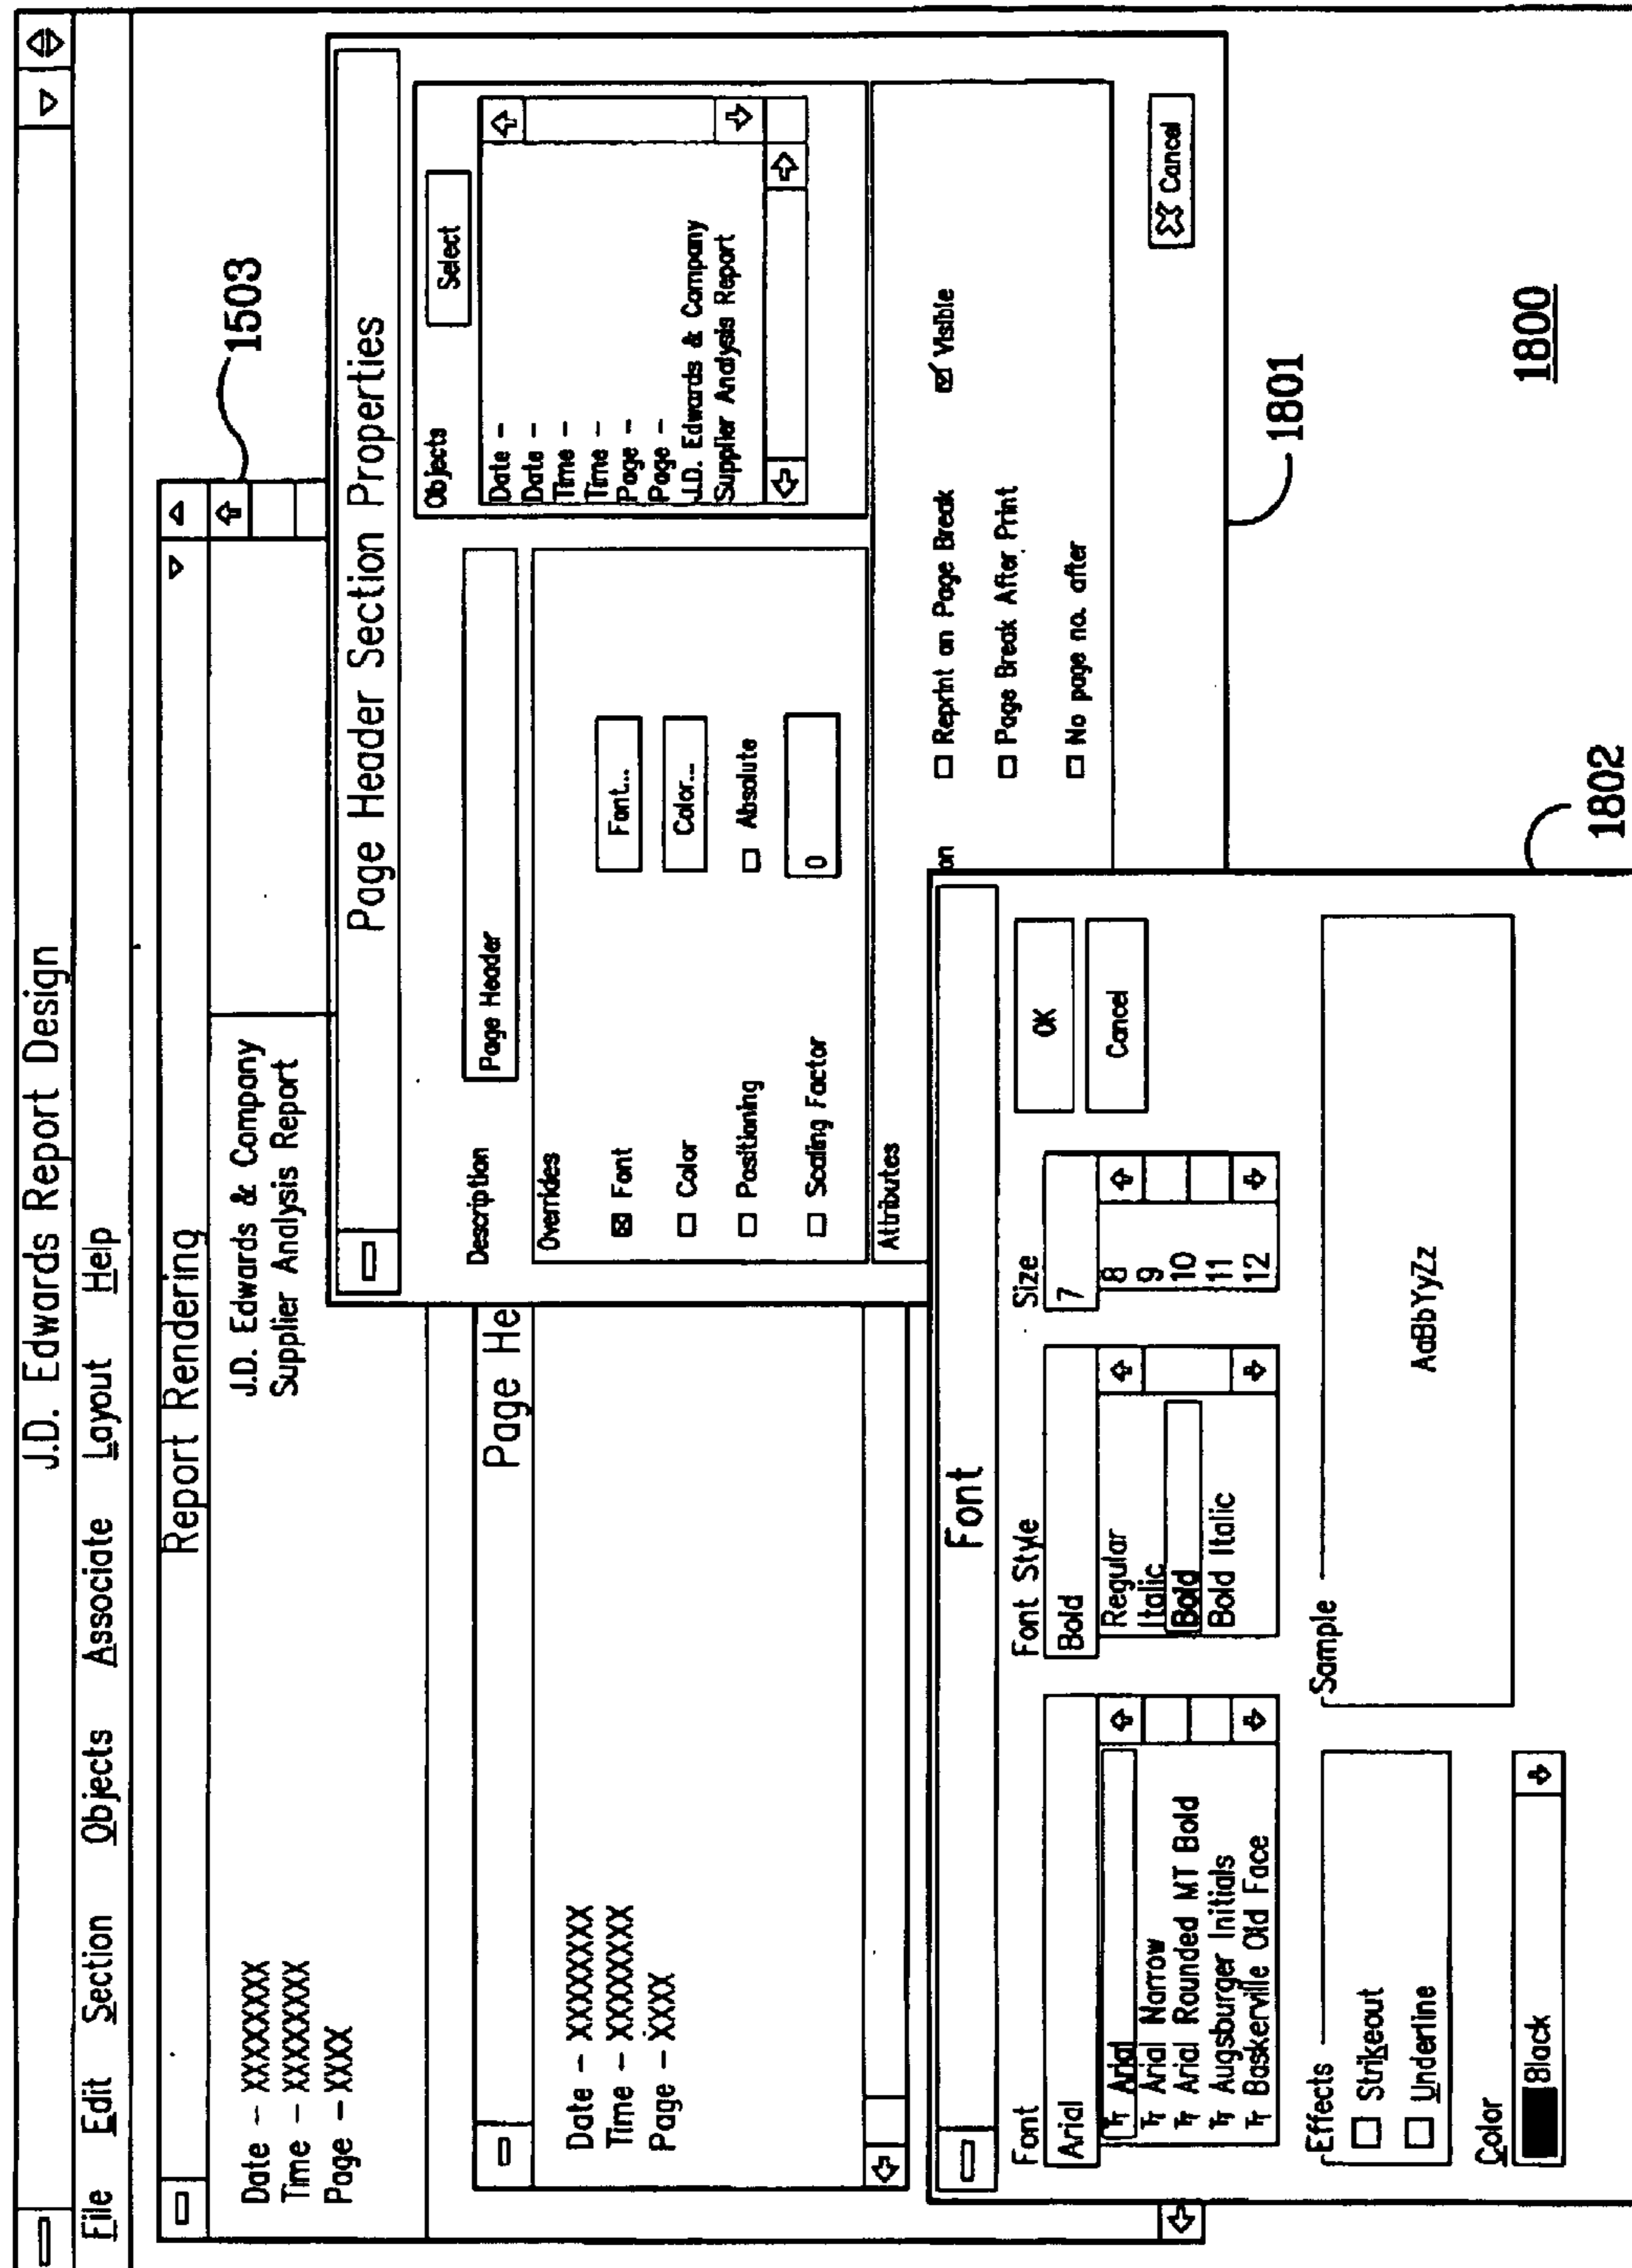 J.D. Edwards Report Design
File Edit Section Objects Associate Layout Help
Report Rendering
Date – XXXXXXX
Time – XXXXXXX
Page – XXXX
J.D. Edwards & Company
Supplier Analysis Report
1503
Page He
Date – XXXXXXX
Time – XXXXXXX
Page – XXXX
Page Header Section Properties
Description
Page Header
Overrides
Font
Font...
Color
Color...
Positioning
Absolute
Scaling Factor
0
Objects
Select
Date –
Date –
Time –
Time –
Page –
Page –
J.D. Edwards & Company
Supplier Analysis Report
Attributes
on
Reprint on Page Break
Visible
Page Break After Print
No page no. after
Cancel
1801
Font
Font
Arial
Arial
Arial Narrow
Arial Rounded MT Bold
Augsburger Initials
Baskerville Old Face
Font Style
Bold
Regular
Italic
Bold
Bold Italic
Size
7
8
9
10
11
12
OK
Cancel
Effects
Strikeout
Underline
Color
Black
Sample
AaBbYyZz
1802
1800